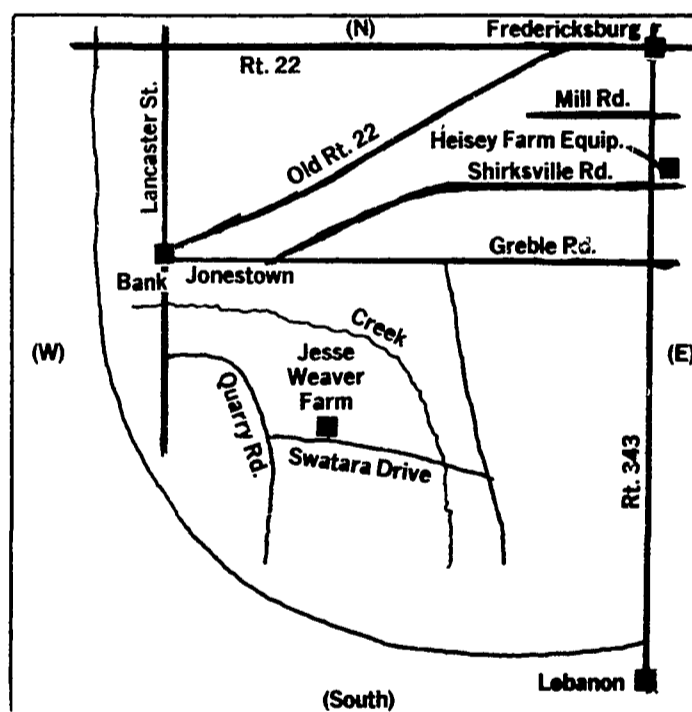 (N)
Fredericksburg
Rt. 22
Lancaster St.
Mill Rd.
Old Rt. 22
Heisey Farm Equip.
Shirksville Rd.
Greble Rd.
Bank
Jonestown
Creek
(W)
(E)
Jesse
Weaver
Farm
Quarry Rd.
Swatara Drive
Rt. 343
Lebanon
(South)